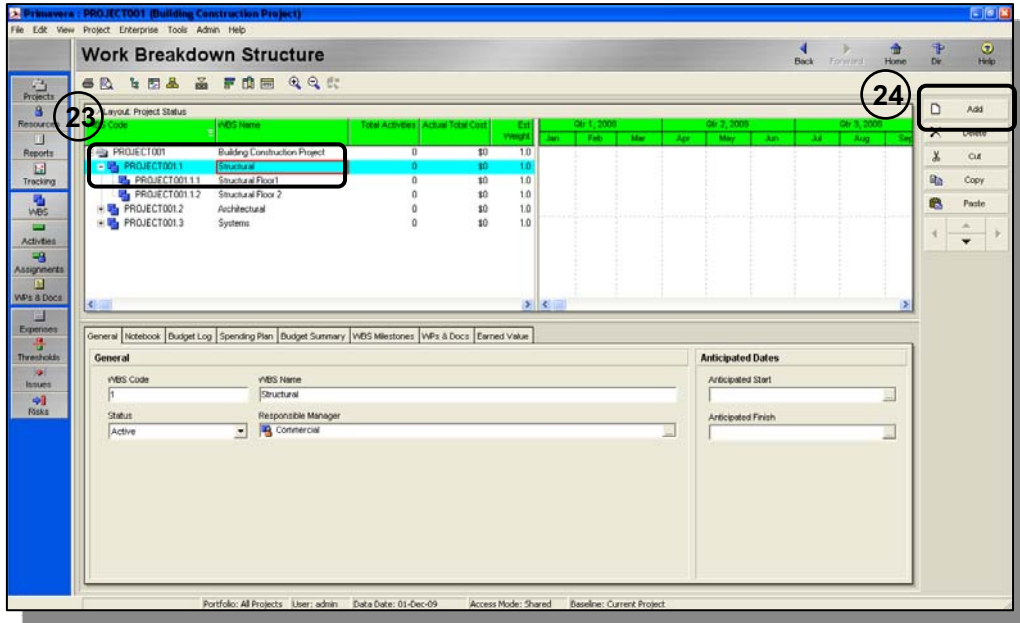 Primavera : PROJECT001 (Building Construction Project)
File Edit View Project Enterprise Tools Admin Help
Work Breakdown Structure
Back Forward Home Dir. Help
Projects
Resources
Reports
Tracking
WBS
Activities
Assignments
WPs & Docs
Expenses
Thresholds
Issues
Risks
23
24
Layout: Project Status
Code WBS Name Total Activities Actual Total Cost Est Weight
Qtr 1, 2009 Qtr 2, 2009 Qtr 3, 2009
Jan Feb Mar Apr May Jun Jul Aug Sep
PROJECT001 Building Construction Project 0 $0 1.0
PROJECT001.1 Structural 0 $0 1.0
PROJECT001.1.1 Structural Floor1 0 $0 1.0
PROJECT001.1.2 Structural Floor 2 0 $0 1.0
PROJECT001.2 Architectural 0 $0 1.0
PROJECT001.3 Systems 0 $0 1.0
Add
Delete
Cut
Copy
Paste
General Notebook Budget Log Spending Plan Budget Summary WBS Milestones WPs & Docs Earned Value
General
WBS Code WBS Name
1 Structural
Status Responsible Manager
Active Commercial
Anticipated Dates
Anticipated Start
Anticipated Finish
Portfolio: All Projects User: admin Data Date: 01-Dec-09 Access Mode: Shared Baseline: Current Project